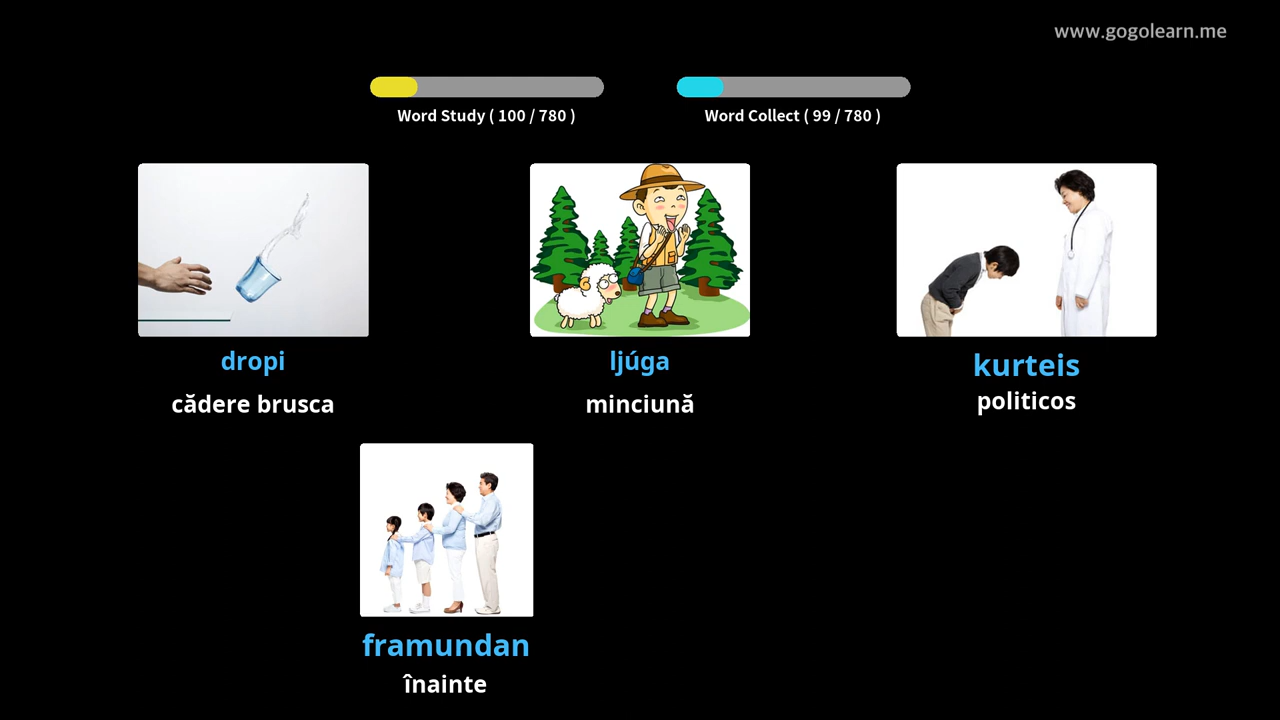 www.gogolearn.me
Word Study ( 100 / 780 )
Word Collect ( 99 / 780 )
dropi
cădere brusca
ljúga
minciună
kurteis
politicos
framundan
înainte